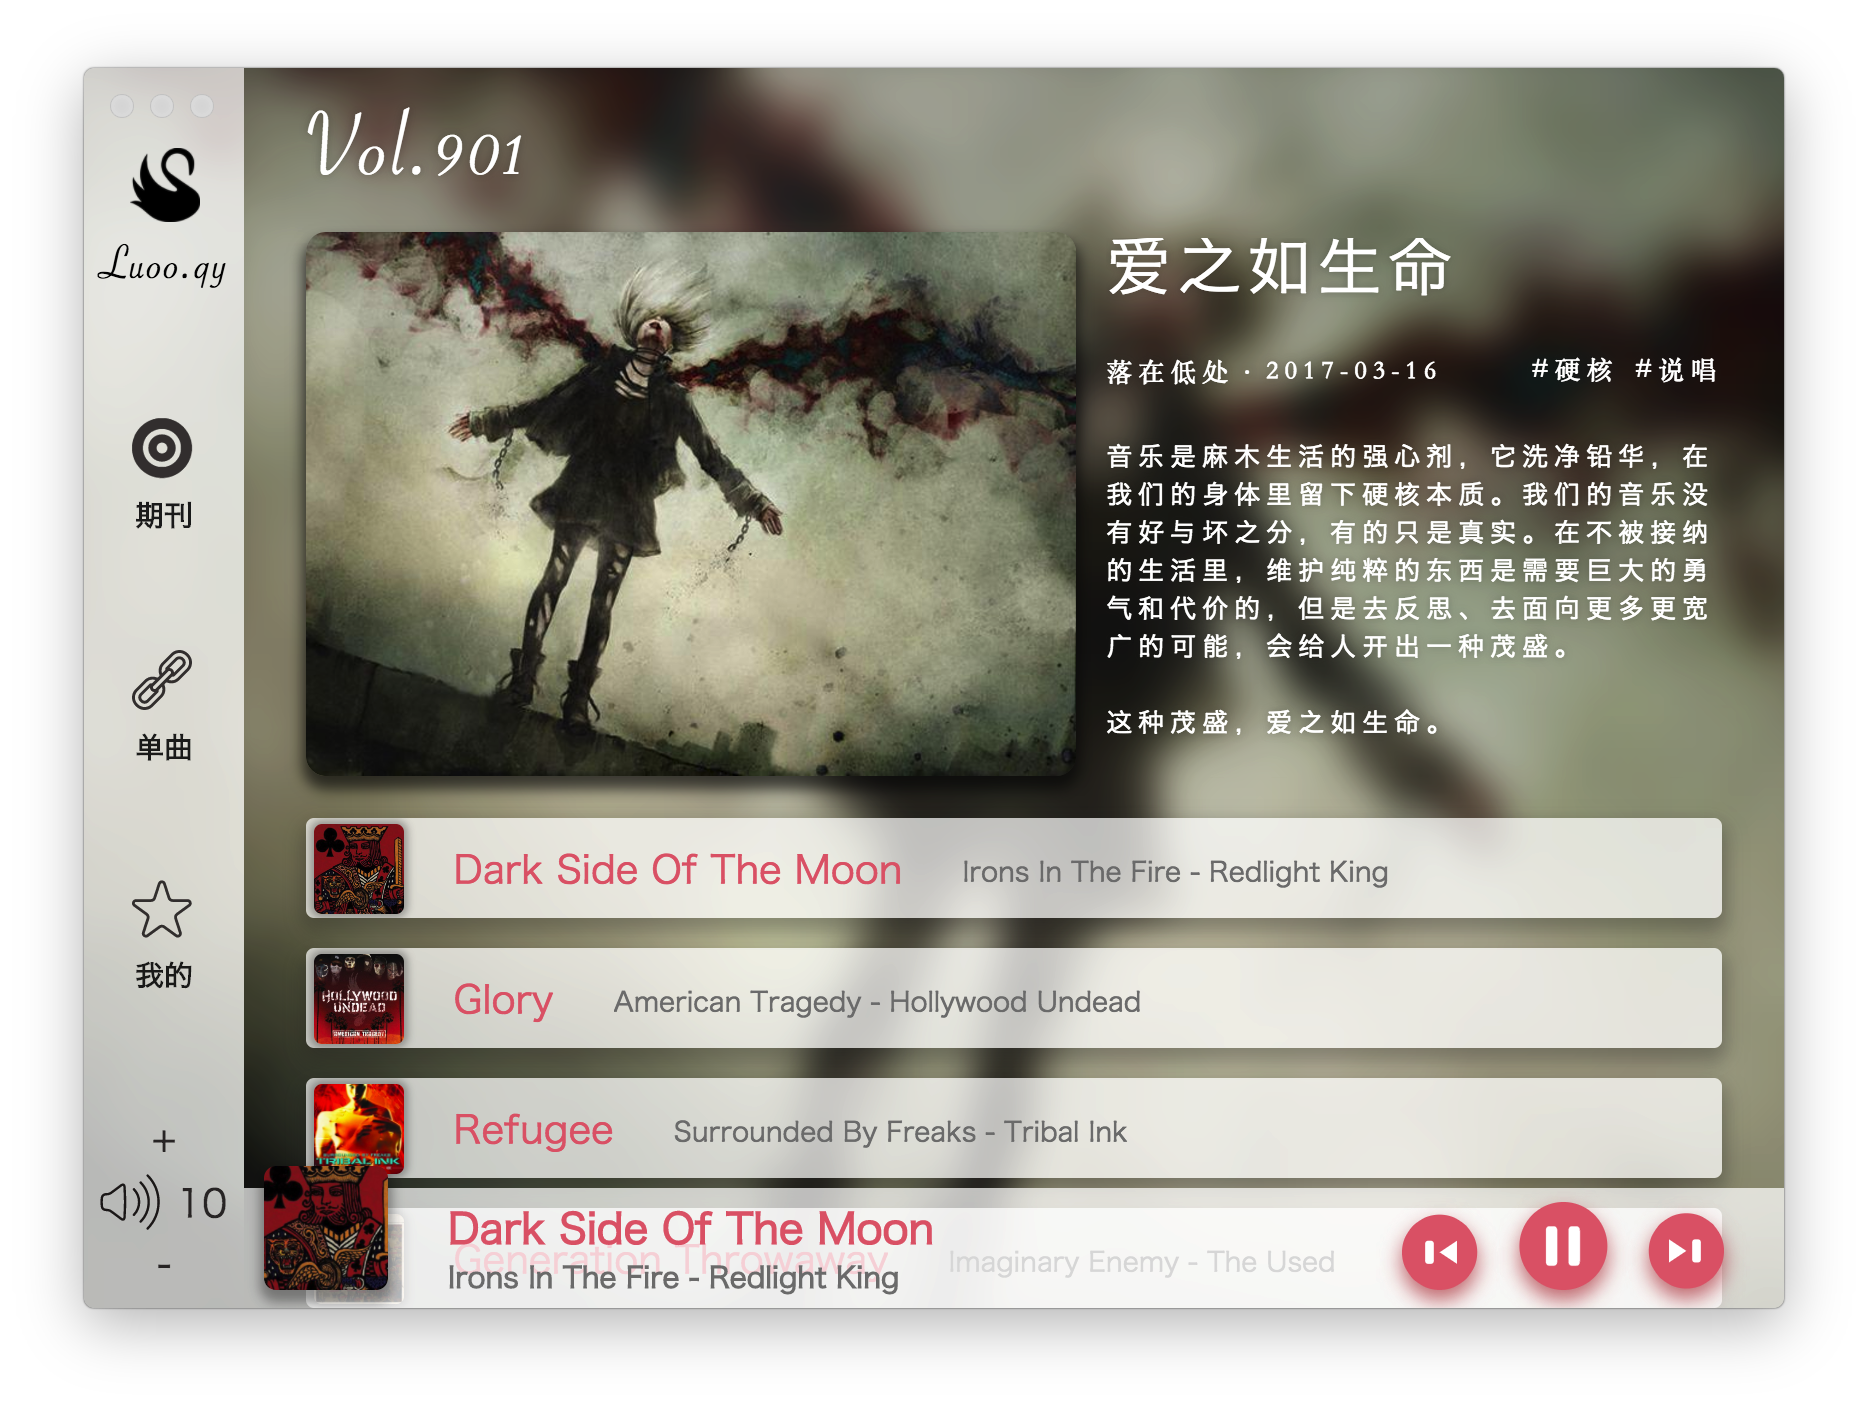 Vol.901
Luoo.qy
期刊
单曲
我的
+
10
-
爱之如生命
落在低处 · 2017-03-16 #硬核 #说唱
音乐是麻木生活的强心剂，它洗净铅华，在
我们的身体里留下硬核本质。我们的音乐没
有好与坏之分，有的只是真实。在不被接纳
的生活里，维护纯粹的东西是需要巨大的勇
气和代价的，但是去反思、去面向更多更宽
广的可能，会给人开出一种茂盛。
这种茂盛，爱之如生命。
Dark Side Of The Moon Irons In The Fire - Redlight King
HOLLYWOOD
UNDEAD
AMERICAN TRAGEDY
Glory American Tragedy - Hollywood Undead
TRIBAL INK
Refugee Surrounded By Freaks - Tribal Ink
Dark Side Of The Moon
Generation Throwaway Imaginary Enemy - The Used
Irons In The Fire - Redlight King